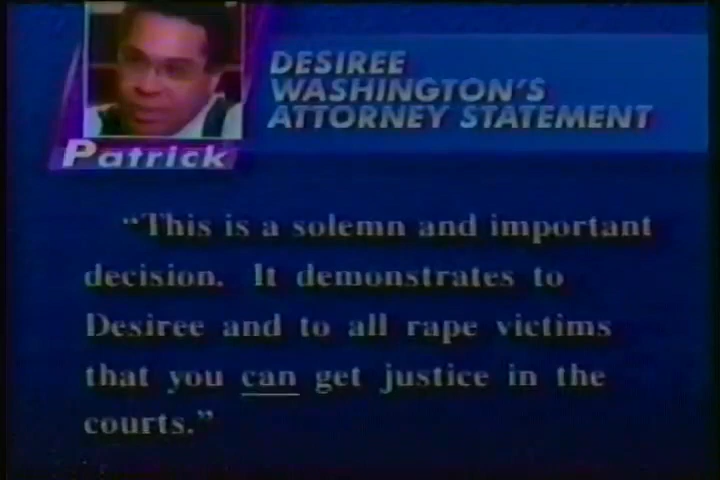 DESIREE
WASHINGTON'S
ATTORNEY STATEMENT
Patrick
"This is a solemn and important
decision. It demonstrates to
Desiree and to all rape victims
that you can get justice in the
courts."